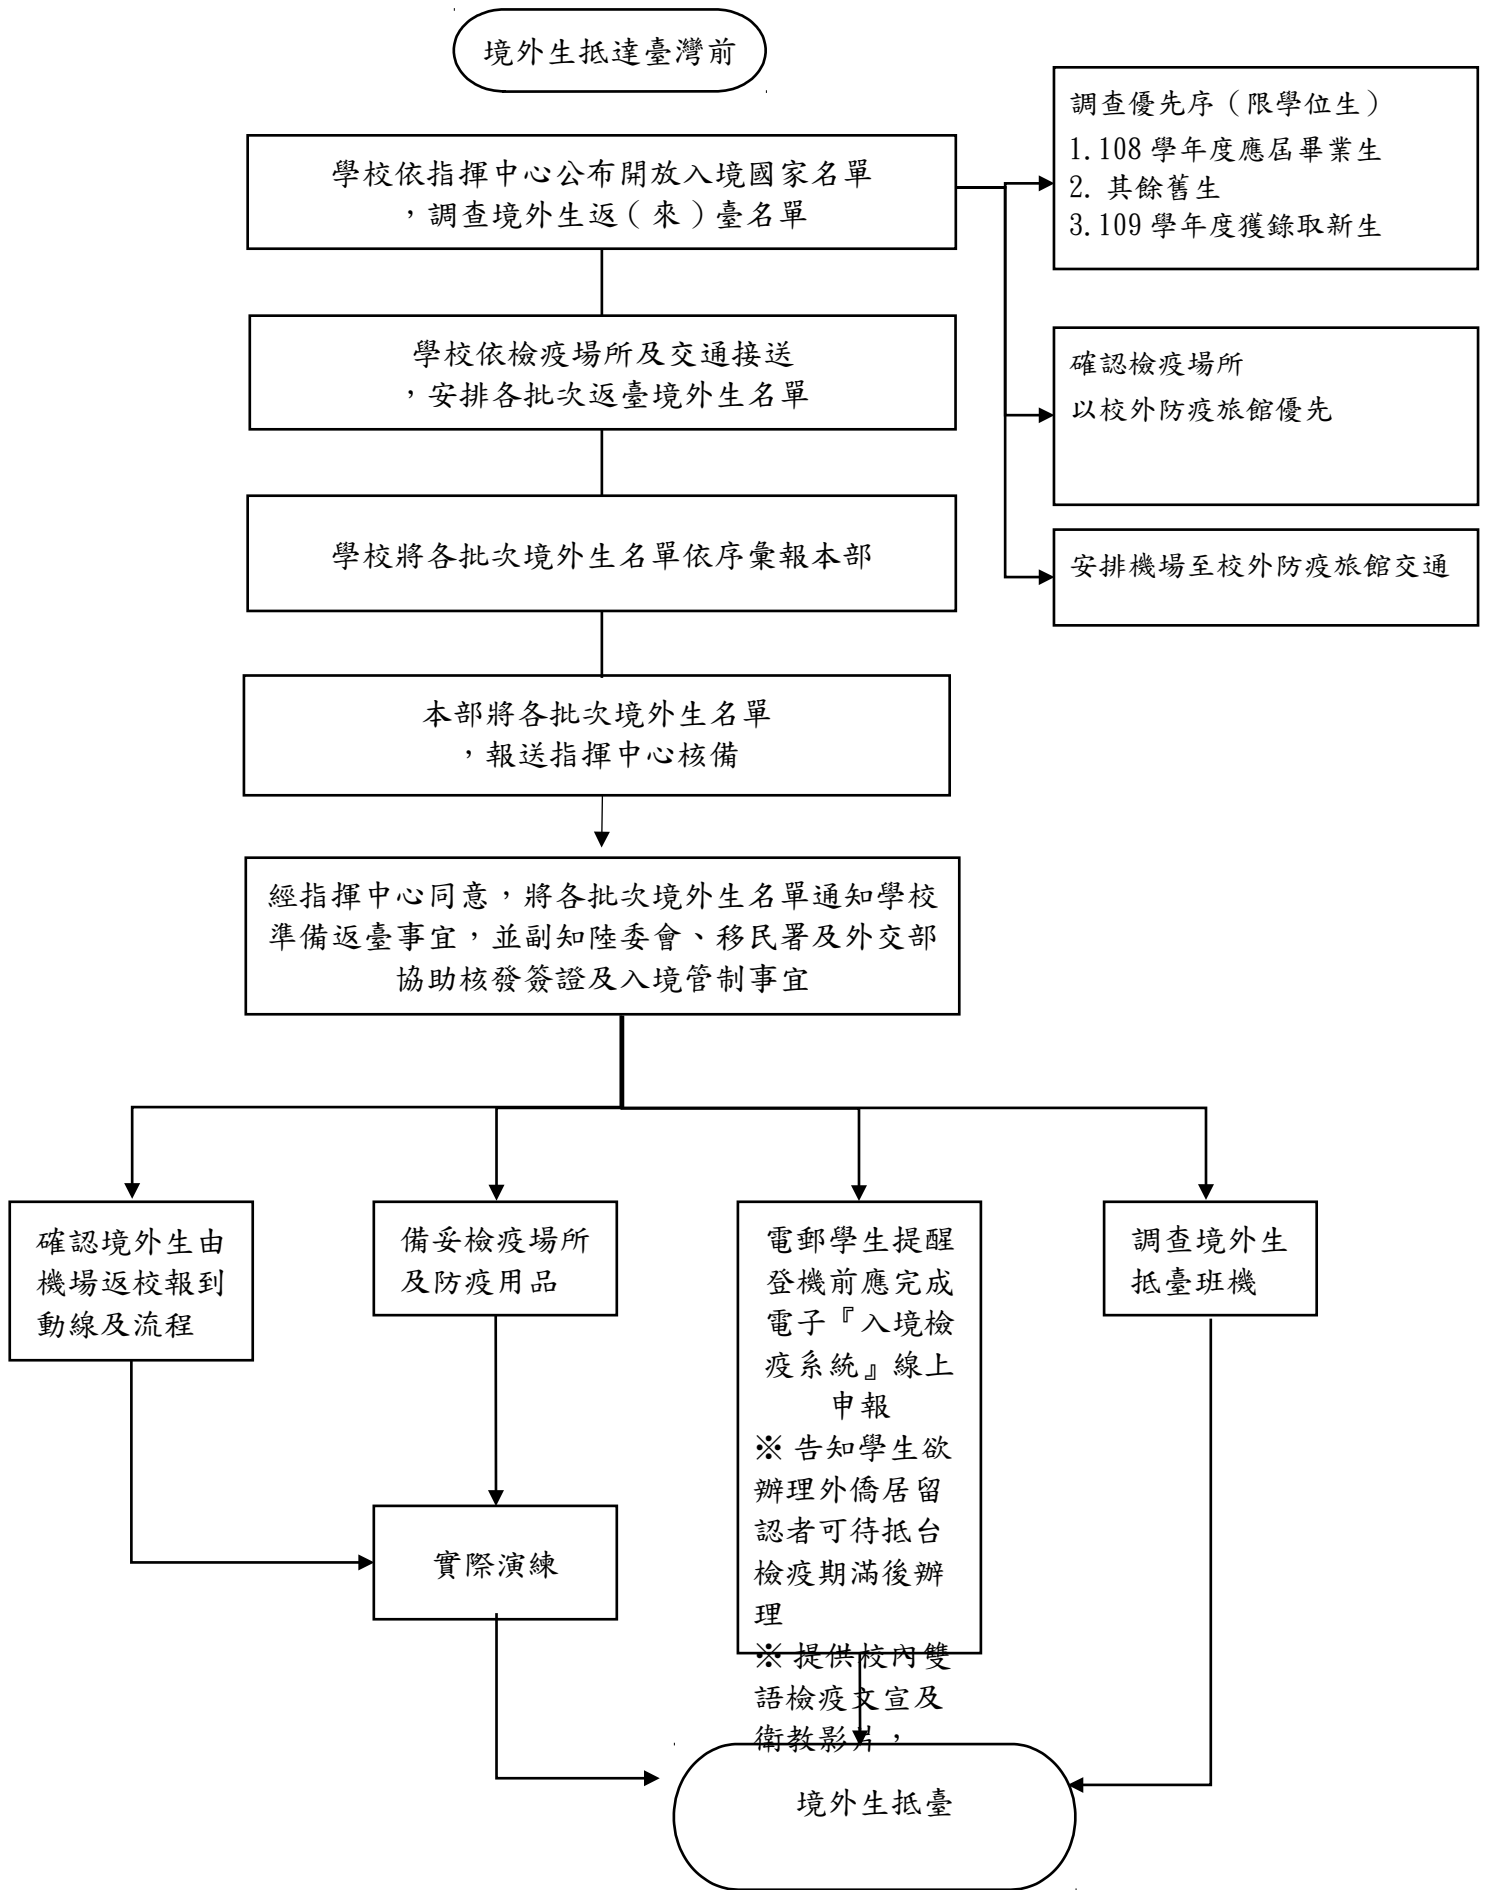 境外生抵達臺灣前
學校依指揮中心公布開放入境國家名單
，調查境外生返（來）臺名單
調查優先序（限學位生）
1.108 學年度應屆畢業生
2. 其餘舊生
3.109 學年度獲錄取新生
學校依檢疫場所及交通接送
，安排各批次返臺境外生名單
確認檢疫場所
以校外防疫旅館優先
學校將各批次境外生名單依序彙報本部
安排機場至校外防疫旅館交通
本部將各批次境外生名單
，報送指揮中心核備
經指揮中心同意，將各批次境外生名單通知學校
準備返臺事宜，並副知陸委會、移民署及外交部
協助核發簽證及入境管制事宜
確認境外生由
機場返校報到
動線及流程
備妥檢疫場所
及防疫用品
電郵學生提醒
登機前應完成
電子『入境檢
疫系統』線上
申報
※ 告知學生欲
辦理外僑居留
認者可待抵台
檢疫期滿後辦
理
※ 提供校內雙
語檢疫文宣及
衛教影片，
調查境外生
抵臺班機
實際演練
境外生抵臺